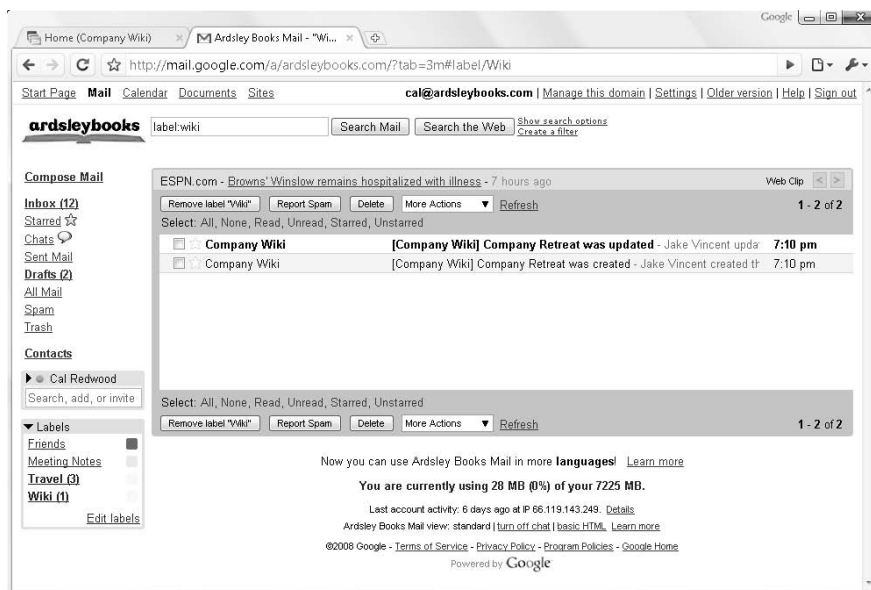 Google
Home (Company Wiki) Ardsley Books Mail - "Wi...
http://mail.google.com/a/ardsleybooks.com/?tab=3m#label/Wiki
Start Page Mail Calendar Documents Sites cal@ardsleybooks.com | Manage this domain | Settings | Older version | Help | Sign out
ardsleybooks label:wiki Search Mail Search the Web Show search options
Create a filter
Compose Mail
ESPN.com - Browns' Winslow remains hospitalized with illness - 7 hours ago Web Clip < >
Inbox (12) Remove label "Wiki" Report Spam Delete More Actions Refresh 1 - 2 of 2
Starred Select: All, None, Read, Unread, Starred, Unstarred
Chats Company Wiki [Company Wiki] Company Retreat was updated - Jake Vincent upda 7:10 pm
Sent Mail Company Wiki [Company Wiki] Company Retreat was created - Jake Vincent created th 7:10 pm
Drafts (2)
All Mail
Spam
Trash
Contacts
Cal Redwood
Search, add, or invite
Select: All, None, Read, Unread, Starred, Unstarred
Remove label "Wiki" Report Spam Delete More Actions Refresh 1 - 2 of 2
Labels
Friends
Meeting Notes
Travel (3)
Wiki (1)
Edit labels
Now you can use Ardsley Books Mail in more languages! Learn more
You are currently using 28 MB (0%) of your 7225 MB.
Last account activity: 6 days ago at IP 66.119.143.249. Details
Ardsley Books Mail view: standard | turn off chat | basic HTML Learn more
©2008 Google - Terms of Service - Privacy Policy - Program Policies - Google Home
Powered by Google